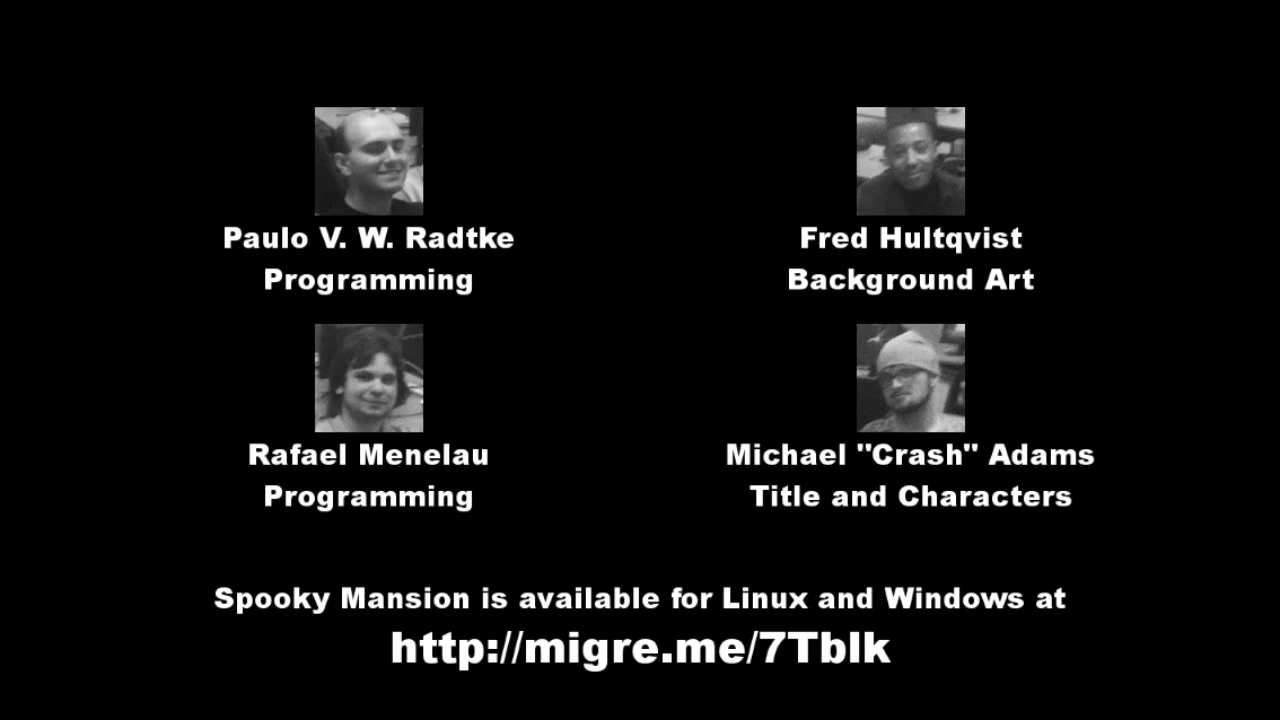 Paulo V. W. Radtke
Programming
Fred Hultqvist
Background Art
Rafael Menelau
Programming
Michael "Crash" Adams
Title and Characters
Spooky Mansion is available for Linux and Windows at
http://migre.me/7Tblk